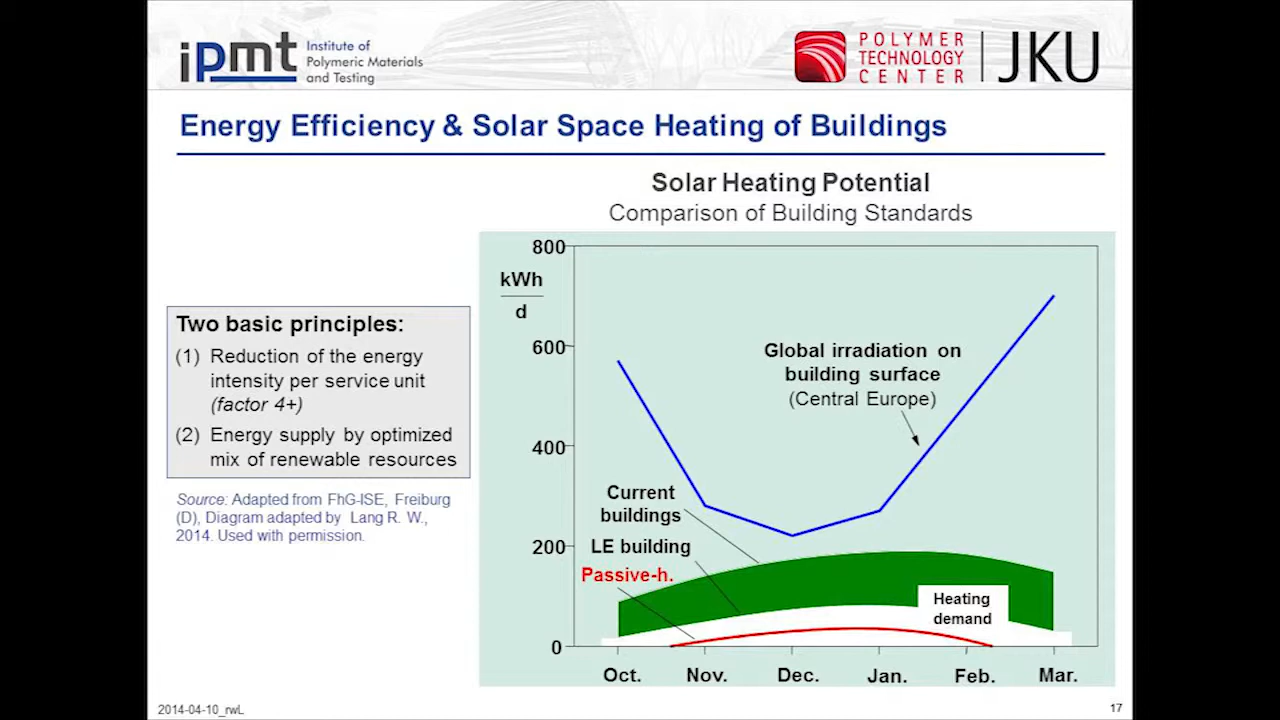 ipmt
Institute of
Polymeric Materials
and Testing
POLYMER
TECHNOLOGY
CENTER
JKU
Energy Efficiency & Solar Space Heating of Buildings
Solar Heating Potential
Comparison of Building Standards
Two basic principles:
(1) Reduction of the energy
intensity per service unit
(factor 4+)
(2) Energy supply by optimized
mix of renewable resources
Source: Adapted from FhG-ISE, Freiburg
(D), Diagram adapted by Lang R. W.,
2014. Used with permission.
800
kWh
d
600
400
200
0
Global irradiation on
building surface
(Central Europe)
Current
buildings
LE building
Passive-h.
Heating
demand
Oct. Nov. Dec. Jan. Feb. Mar.
2014-04-10_rwL
17